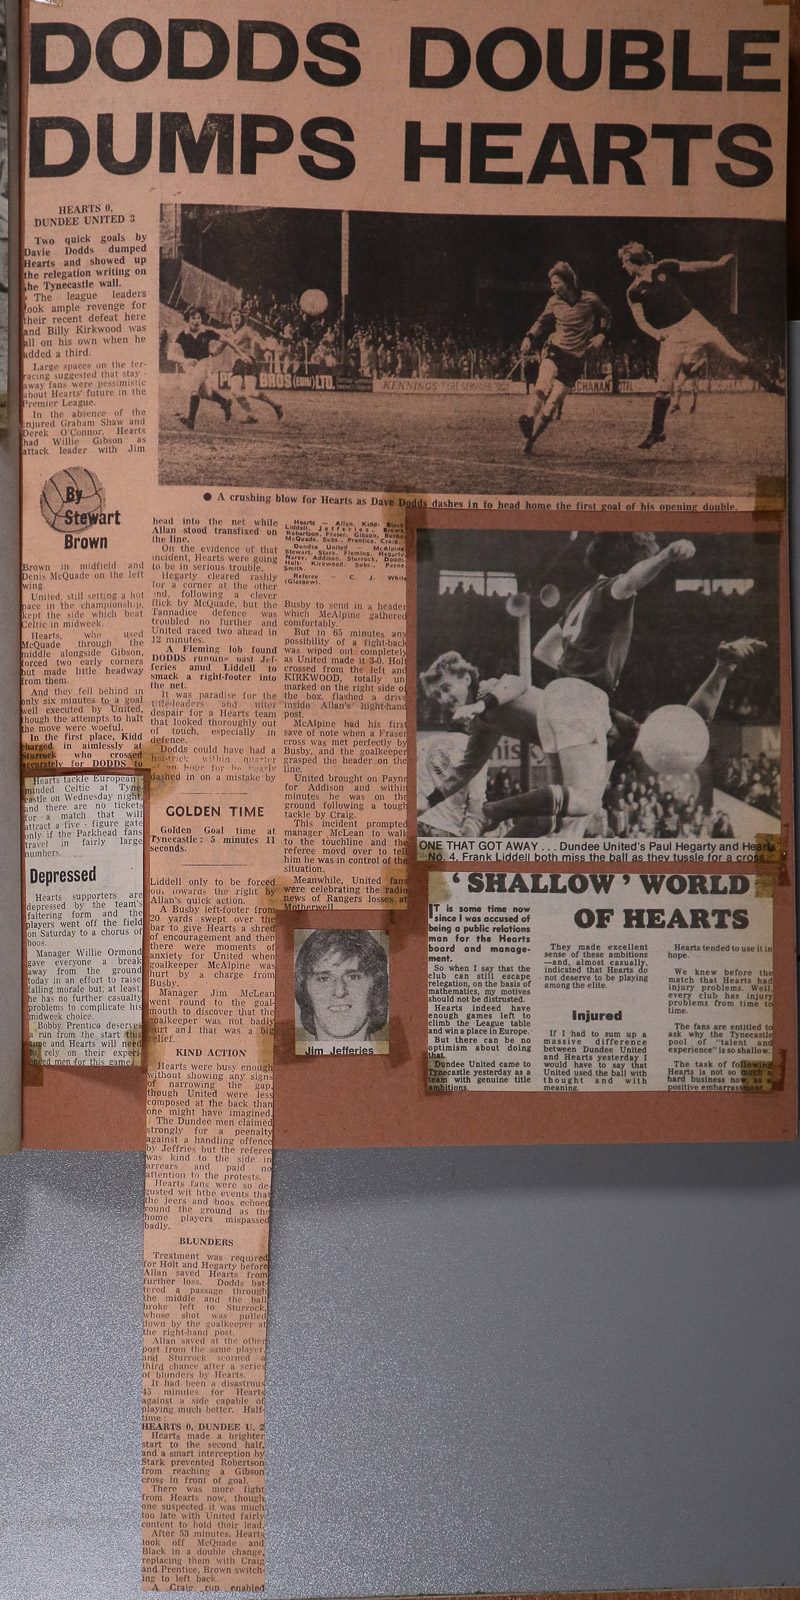 DODDS DOUBLE
DUMPS HEARTS
HEARTS 0,
DUNDEE UNITED 3
Two quick goals by
Davie Dodds dumped
Hearts and showed up
the relegation writing on
the Tynecastle wall.
The league leaders
took ample revenge for
their recent defeat here
and Billy Kirkwood was
all on his own when he
added a third.
Large spaces on the ter-
racing suggested that stay-
away fans were pessimistic
about Hearts' future in the
Premier League.
In the absence of the
injured Graham Shaw and
Derek O'Connor, Hearts
had Willie Gibson as
attack leader with Jim
By
Stewart
Brown
Brown in midfield and
Denis McQuade on the left
wing.
United, still setting a hot
pace in the championship,
kept the side which beat
Celtic in midweek.
Hearts, who used
McQuade through the
middle alongside Gibson,
forced two early corners
but made little headway
from them.
And they fell behind in
only six minutes to a goal
well executed by United,
though the attempts to halt
the move were woeful.
In the first place, Kidd
charged in aimlessly at
Sturrock who crossed
accurately for DODDS to
Hearts tackle European-
minded Celtic at Tyne-
castle on Wednesday night,
and there are no tickets
for a match that will
attract a five-figure gate
only if the Parkhead fans
travel in fairly large
numbers.
Depressed
Hearts supporters are
depressed by the team's
faltering form and the
players went off the field
on Saturday to a chorus of
boos.
Manager Willie Ormond
gave everyone a break
away from the ground
today in an effort to raise
falling morale but, at least,
he has no further casualty
problems to complicate his
midweek choice.
Bobby Prentice deserves
a run from the start this
time and Hearts will need
to rely on their experi-
enced men for this game.
● A crushing blow for Hearts as Dave Dodds dashes in to head home the first goal of his opening double.
head into the net while
Allan stood transfixed on
the line.
On the evidence of that
incident, Hearts were going
to be in serious trouble.
Hegarty cleared rashly
for a corner at the other
end, following a clever
flick by McQuade, but the
Tannadice defence was
troubled no further and
United raced two ahead in
12 minutes.
A Fleming lob found
DODDS running past Jef-
feries amud Liddell to
smack a right-footer into
the net.
It was paradise for the
title-leaders and utter
despair for a Hearts team
that looked thoroughly out
of touch, especially in
defence.
Dodds could have had a
hat-trick within quarter
of an hour for he nearly
dashed in on a mistake by
GOLDEN TIME
Golden Goal time at
Tynecastle: 5 minutes 11
seconds.
Liddell only to be forced
out towards the right by
Allan's quick action.
A Busby left-footer from
20 yards swept over the
bar to give Hearts a shred
of encouragement and then
there were moments of
anxiety for United when
goalkeeper McAlpine was
hurt by a charge from
Busby.
Manager Jim McLean
went round to the goal-
mouth to discover that the
goalkeeper was not badly
hurt and that was a big
relief.
KIND ACTION
Hearts were busy enough
without showing any signs
of narrowing the gap,
though United were less
composed at the back than
one might have imagined.
The Dundee men claimed
strongly for a peenalty
against a handling offence
by Jeffries but the referee
was kind to the side in
arrears and paid no
attention to the protests.
Hearts fans were so de-
gusted wit hthe events that
the jeers and boos echoed
round the ground as the
home players mispassed
badly.
BLUNDERS
Treatment was required
for Holt and Hegarty before
Allan saved Hearts from
further loss. Dodds bat-
tered a passage through
the middle and the ball
broke left to Sturrock,
whose shot was pulled
down by the goalkeeper at
the right-hand post.
Allan saved at the other
post from the same player,
and Sturrock scorned a
third chance after a series
of blunders by Hearts.
It had been a disastrous
45 minutes for Hearts
against a side capable of
playing much better. Half-
time:
HEARTS 0, DUNDEE U. 2
Hearts made a brighter
start to the second half,
and a smart interception by
Stark prevented Robertson
from reaching a Gibson
cross in front of goal.
There was more fight
from Hearts now, though
one suspected it was much
too late with United fairly
content to hold their lead.
After 53 minutes, Hearts
took off McQuade and
Black in a double change,
replacing them with Craig
and Prentice, Brown switch-
ing to left back.
A Craig run enabled
Hearts — Allan, Kidd, Black,
Liddell, Jefferies, Brown,
Robertson, Fraser, Gibson, Busby,
McQuade. Subs., Prentice, Craig.
Dundee United — McAlpine,
Stewart, Stark, Fleming, Hegarty,
Narey, Addison, Sturrock, Dodds,
Holt, Kirkwood. Subs., Payne,
Smith.
Referee — C. J. White
(Glasgow).
Busby to send in a header
which McAlpine gathered
comfortably.
But in 65 minutes any
possibility of a fight-back
was wiped out completely
as United made it 3-0. Holt
crossed from the left and
KIRKWOOD, totally un-
marked on the right side of
the box, flashed a drive
inside Allan's hight-hand
post.
McAlpine had his first
save of note when a Fraser
cross was met perfectly by
Busby, and the goalkeeper
grasped the header on the
line.
United brought on Payne
for Addison and within
minutes he was on the
ground following a tough
tackle by Craig.
This incident prompted
manager McLean to walk
to the touchline and the
referee movd over to tell
him he was in control of the
situation.
Meanwhile, United fans
were celebrating the radio
news of Rangers losses at
Motherwell
Jim Jefferies
ONE THAT GOT AWAY . . . Dundee United's Paul Hegarty and Hearts
No. 4, Frank Liddell both miss the ball as they tussle for a cross.
'SHALLOW' WORLD
OF HEARTS
IT is some time now
since I was accused of
being a public relations
man for the Hearts
board and manage-
ment.
So when I say that the
club can still escape
relegation, on the basis of
mathematics, my motives
should not be distrusted.
Hearts indeed have
enough games left to
climb the League table
and win a place in Europe.
But there can be no
optimism about doing
that.
Dundee United came to
Tynecastle yesterday as a
team with genuine title
ambitions.
They made excellent
sense of these ambitions
—and, almost casually,
indicated that Hearts do
not deserve to be playing
among the elite.
Injured
If I had to sum up a
massive difference
between Dundee United
and Hearts yesterday I
would have to say that
United used the ball with
thought and with
meaning.
Hearts tended to use it in
hope.
We knew before the
match that Hearts had
injury problems. Well,
every club has injury
problems from time to
time.
The fans are entitled to
ask why the Tynecastle
pool of "talent and
experience" is so shallow.
The task of following
Hearts is not so much a
hard business now, as a
positive embarrassment.